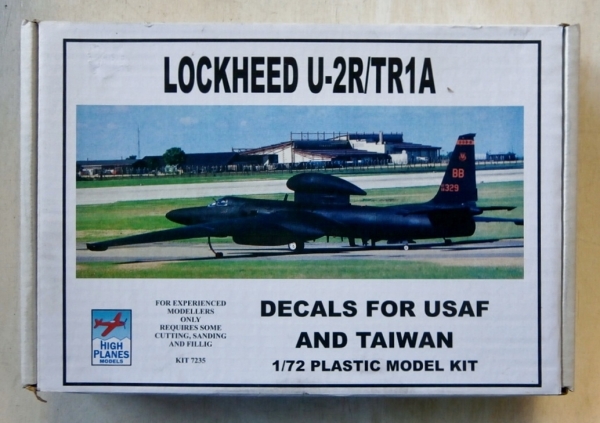 LOCKHEED U-2R/TR1A
BB
329
HIGH
PLANES
MODELS
FOR EXPERIENCED
MODELLERS
ONLY
REQUIRES SOME
CUTTING, SANDING
AND FILLIG
KIT 7235
DECALS FOR USAF
AND TAIWAN
1/72 PLASTIC MODEL KIT